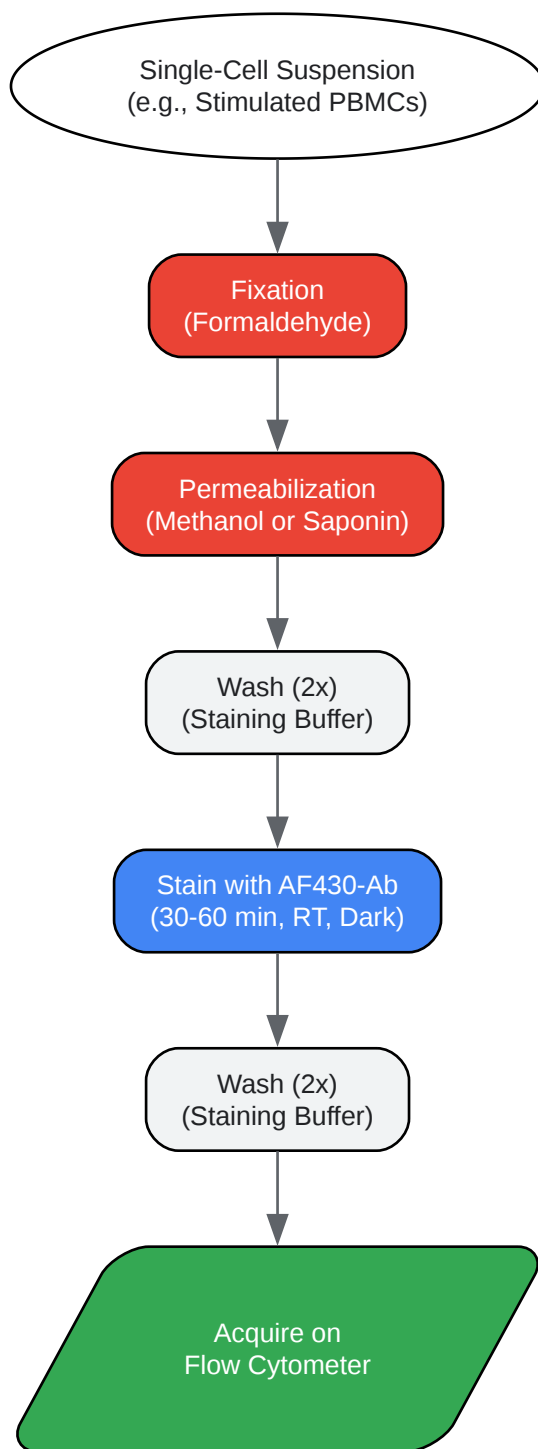 Single-Cell Suspension
(e.g., Stimulated PBMCs)
Fixation
(Formaldehyde)
Permeabilization
(Methanol or Saponin)
Wash (2x)
(Staining Buffer)
Stain with AF430-Ab
(30-60 min, RT, Dark)
Wash (2x)
(Staining Buffer)
Acquire on
Flow Cytometer